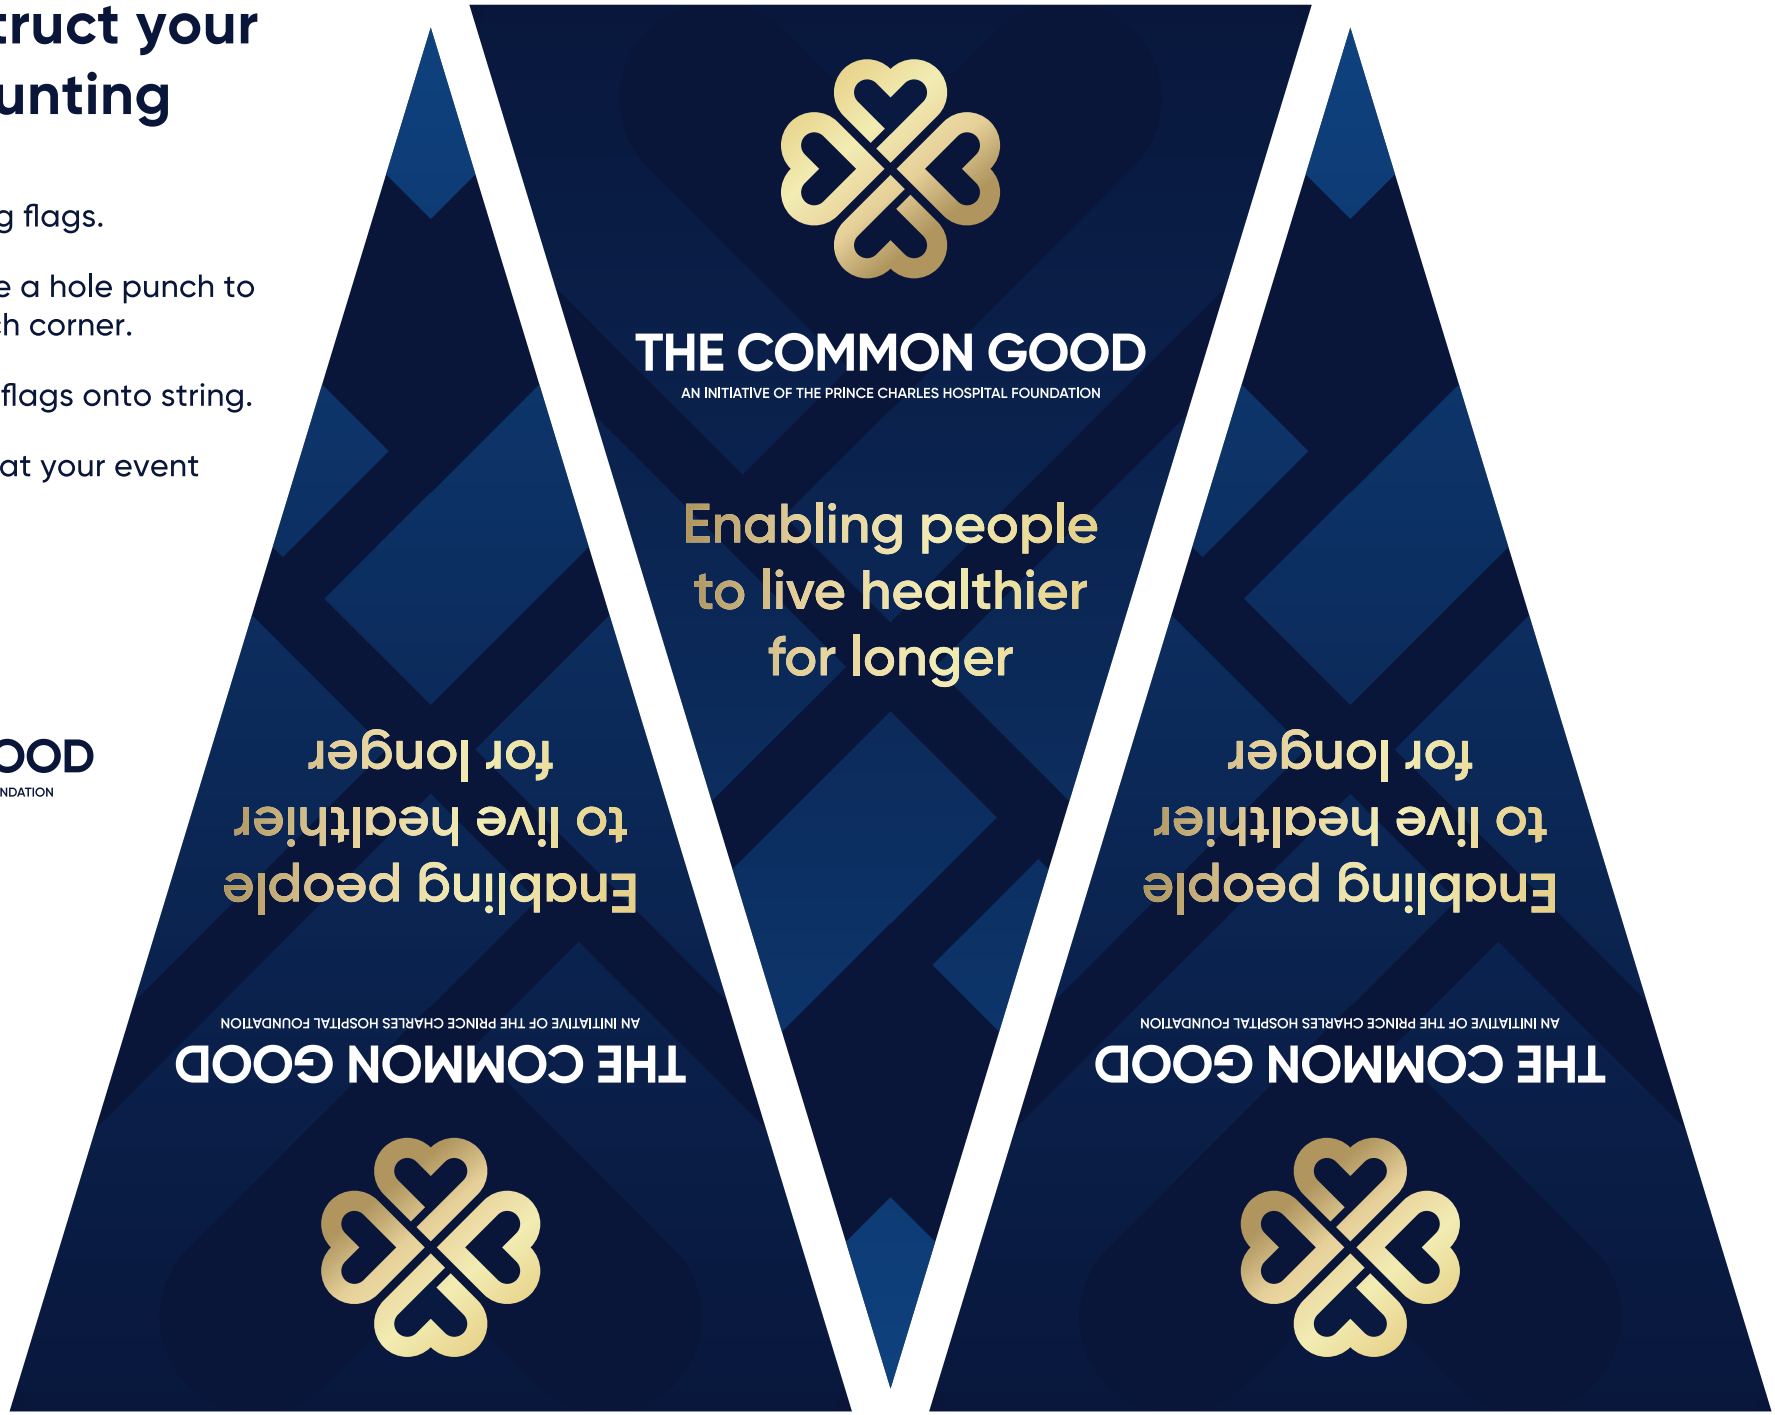 truct your
unting
g flags.
e a hole punch to
ch corner.
flags onto string.
at your event
OOD
NDATION
THE COMMON GOOD
AN INITIATIVE OF THE PRINCE CHARLES HOSPITAL FOUNDATION
Enabling people
to live healthier
for longer
THE COMMON GOOD
AN INITIATIVE OF THE PRINCE CHARLES HOSPITAL FOUNDATION
Enabling people
to live healthier
for longer
THE COMMON GOOD
AN INITIATIVE OF THE PRINCE CHARLES HOSPITAL FOUNDATION
Enabling people
to live healthier
for longer